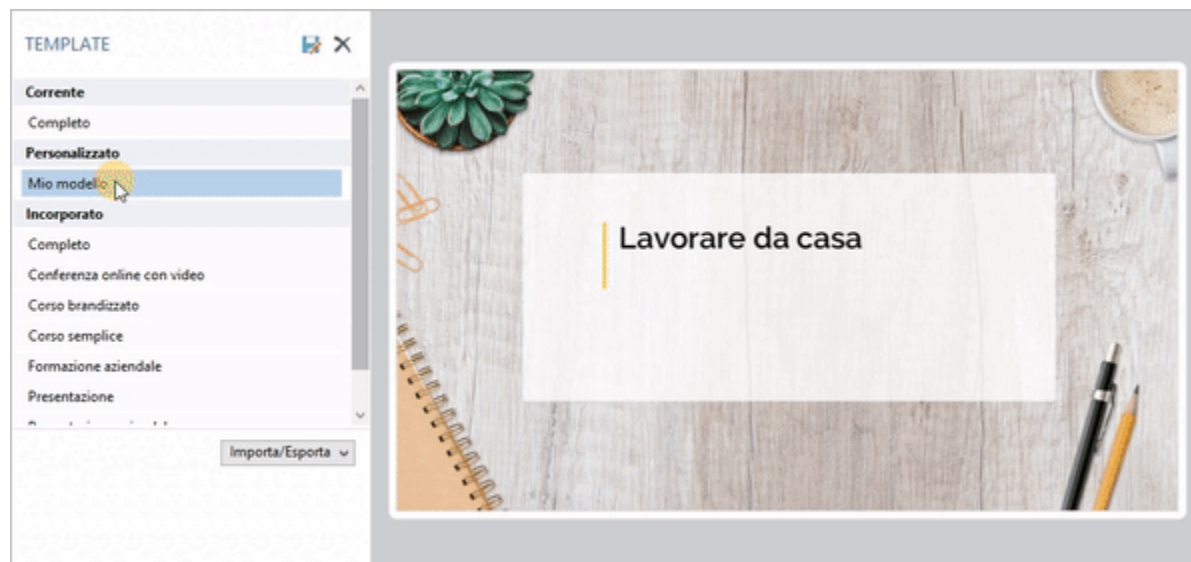 TEMPLATE
Corrente
Completo
Personalizzato
Mio modello
Incorporato
Completo
Conferenza online con video
Corso brandizzato
Corso semplice
Formazione aziendale
Presentazione
Importa/Esporta
Lavorare da casa